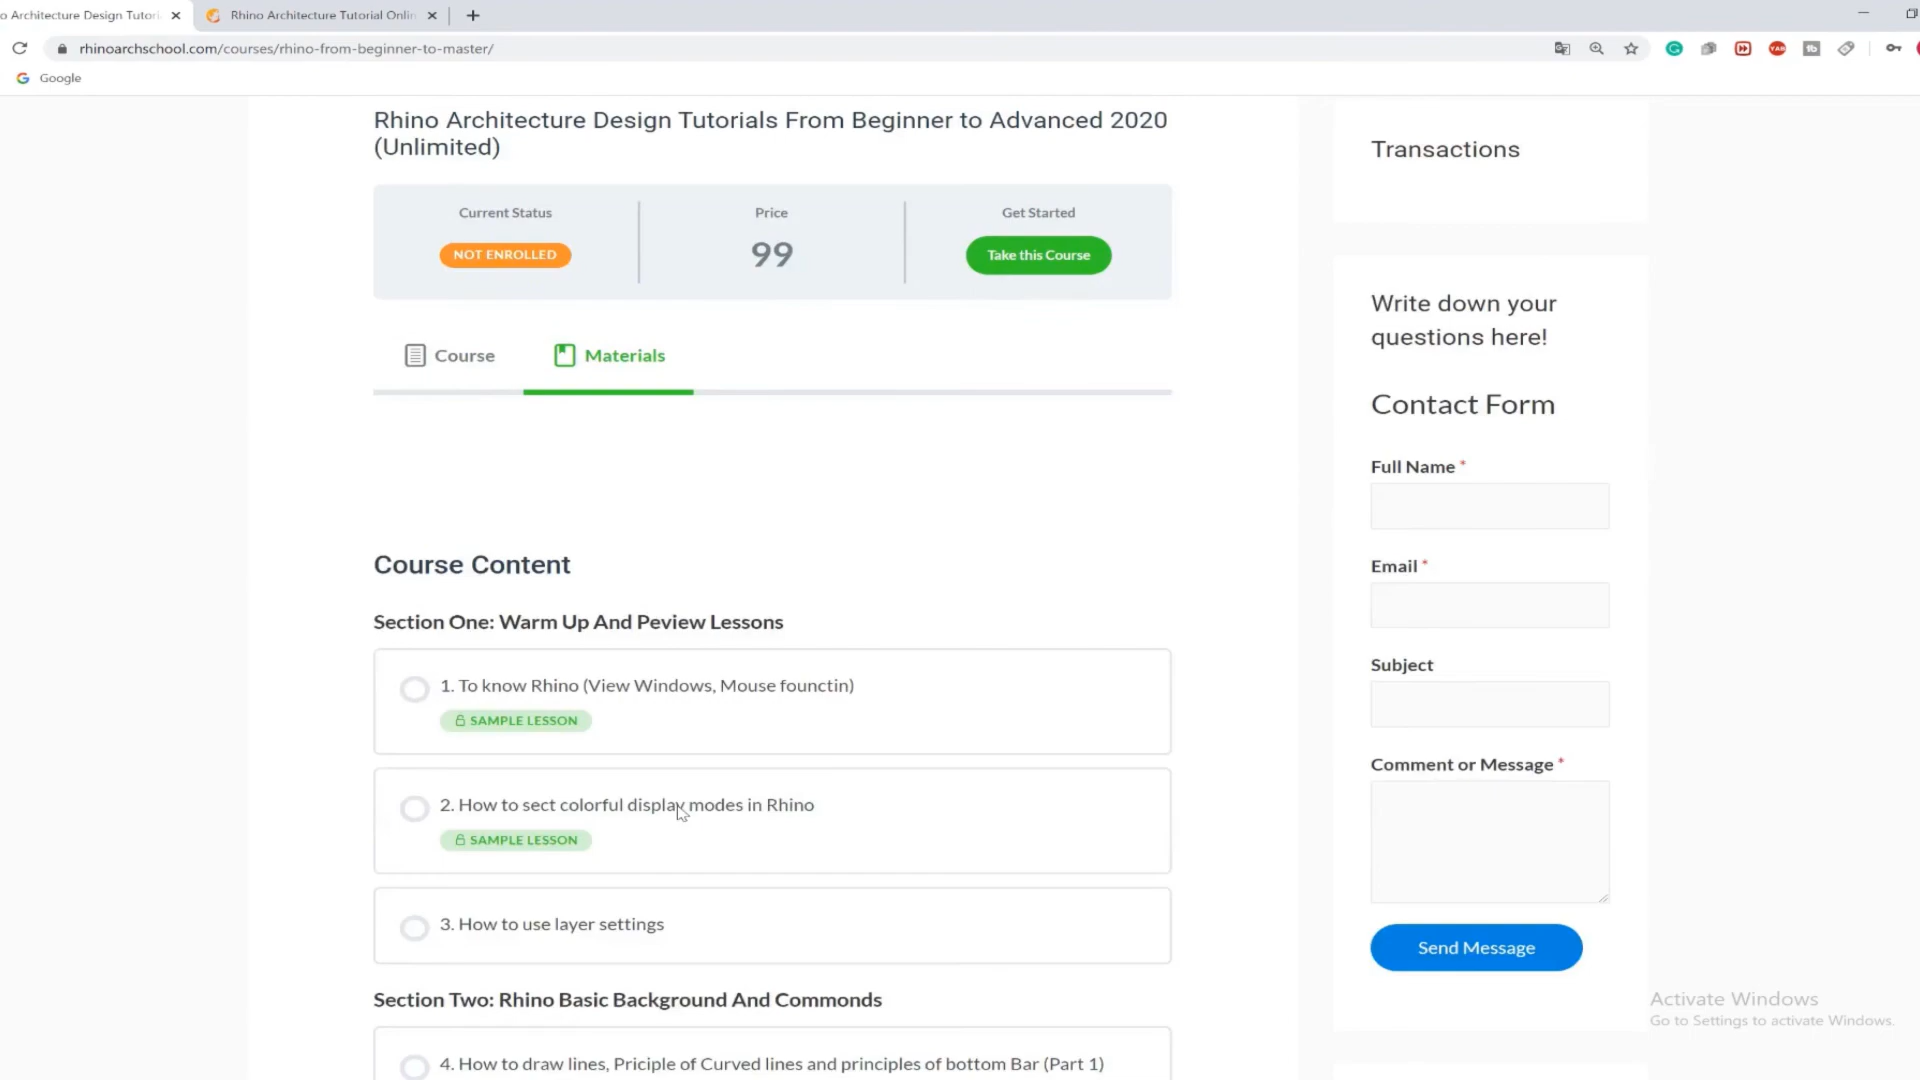 o Architecture Design Tutori
Rhino Architecture Tutorial Onlin
rhinoarchschool.com/courses/rhino-from-beginner-to-master/
Google
Rhino Architecture Design Tutorials From Beginner to Advanced 2020
(Unlimited)
Current Status
NOT ENROLLED
Price
99
Get Started
Take this Course
Course
Materials
Course Content
Section One: Warm Up And Peview Lessons
1. To know Rhino (View Windows, Mouse founctin)
SAMPLE LESSON
2. How to sect colorful display modes in Rhino
SAMPLE LESSON
3. How to use layer settings
Section Two: Rhino Basic Background And Commonds
4. How to draw lines, Priciple of Curved lines and principles of bottom Bar (Part 1)
Transactions
Write down your
questions here!
Contact Form
Full Name *
Email *
Subject
Comment or Message *
Send Message
Activate Windows
Go to Settings to activate Windows.